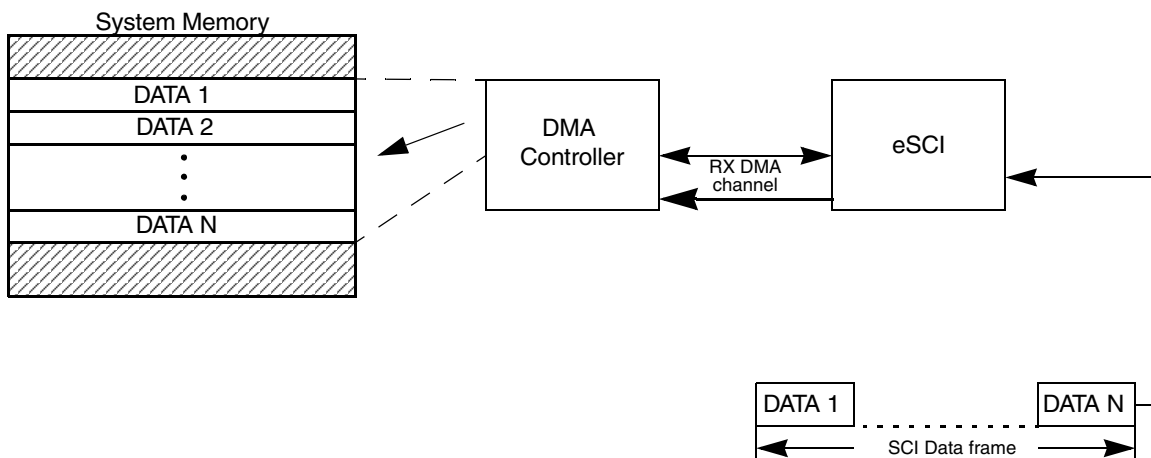 System Memory
DATA 1
DATA 2
DATA N
DMA
Controller
RX DMA
channel
eSCI
DATA 1
DATA N
SCI Data frame